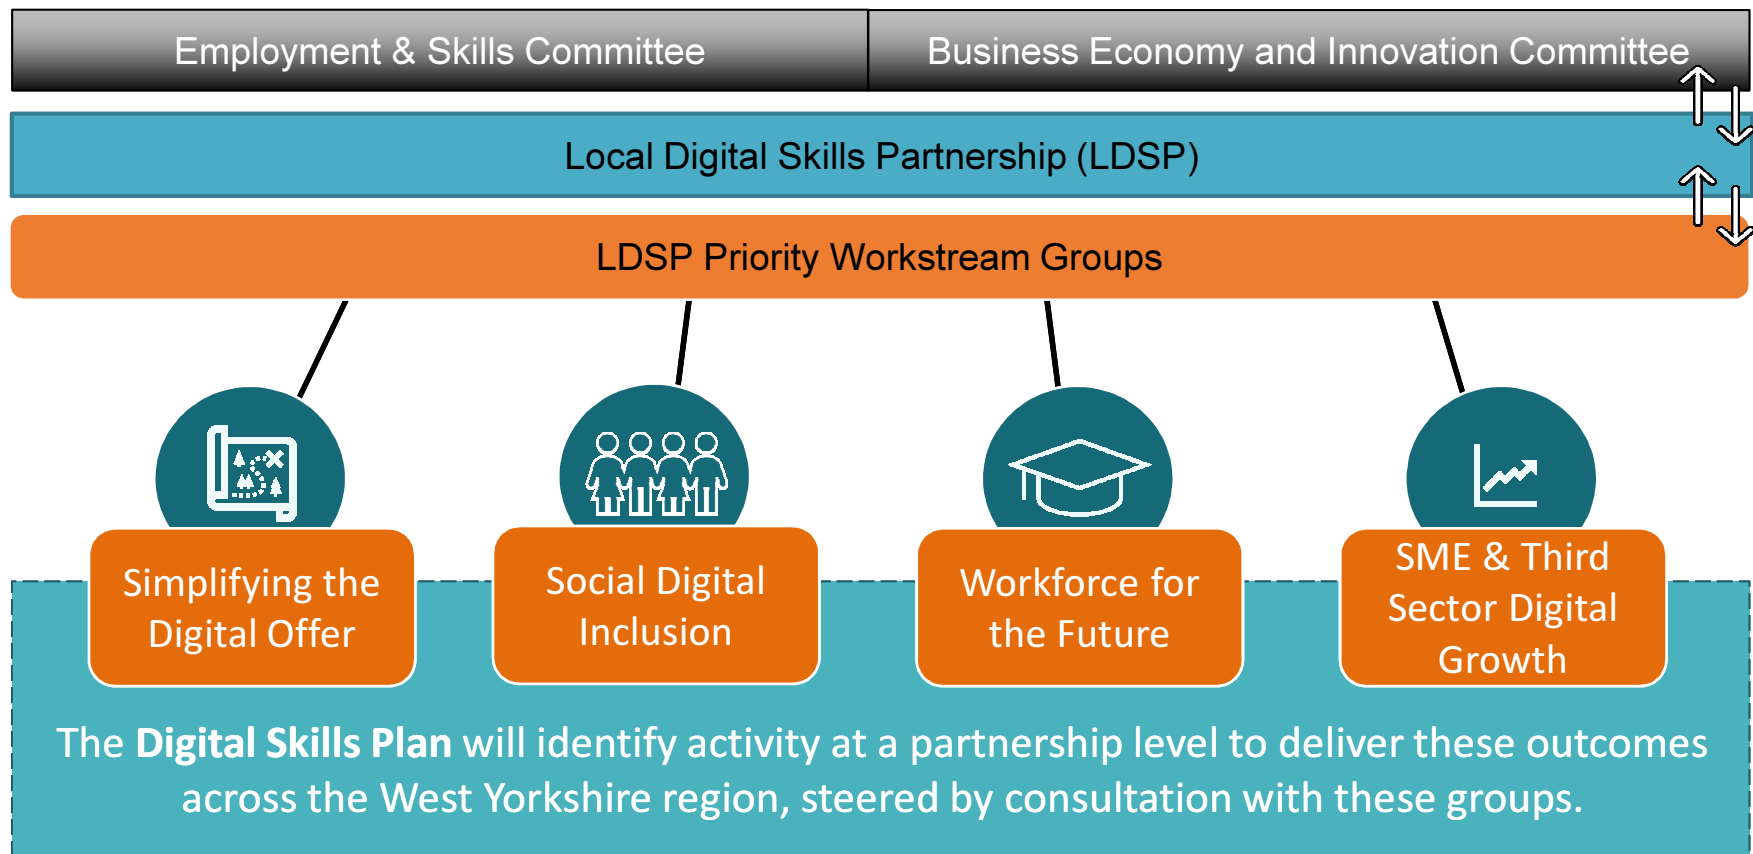 Employment & Skills Committee
Business Economy and Innovation Committee
Local Digital Skills Partnership (LDSP)
LDSP Priority Workstream Groups
Simplifying the
Digital Offer
Social Digital
Inclusion
Workforce for
the Future
SME & Third
Sector Digital
Growth
The Digital Skills Plan will identify activity at a partnership level to deliver these outcomes
across the West Yorkshire region, steered by consultation with these groups.